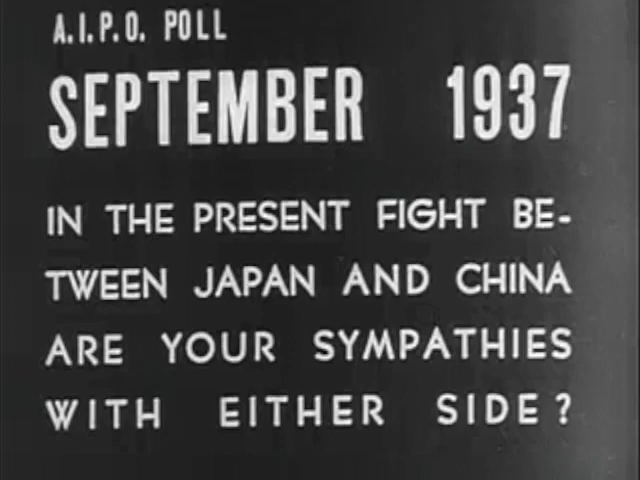 A.I.P.O. POLL
SEPTEMBER 1937
IN THE PRESENT FIGHT BE-
TWEEN JAPAN AND CHINA
ARE YOUR SYMPATHIES
WITH EITHER SIDE?